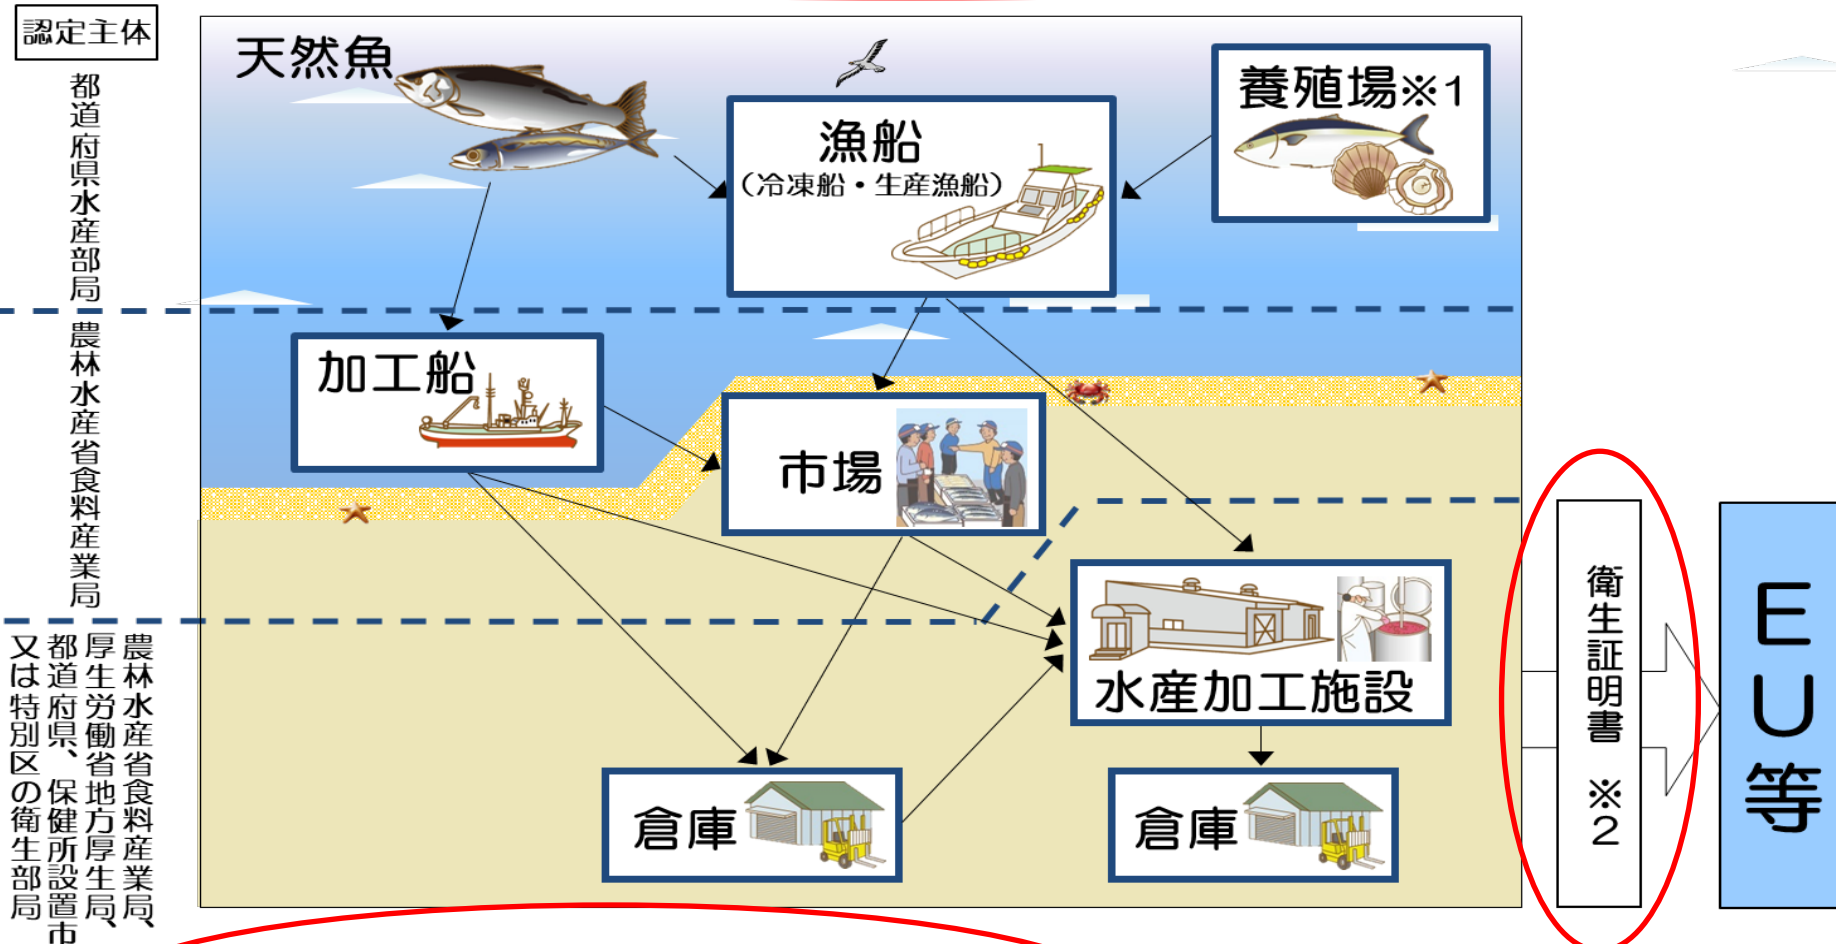 認定主体
都道府県水産部局
農林水産省食料産業局
農林水産省食料産業局、
厚生労働省地方厚生局、
都道府県、保健所設置市
又は特別区の衛生部局
天然魚
漁船
(冷凍船・生産漁船)
養殖場※1
加工船
市場
水産加工施設
倉庫
倉庫
衛生証明書 ※2
EU等